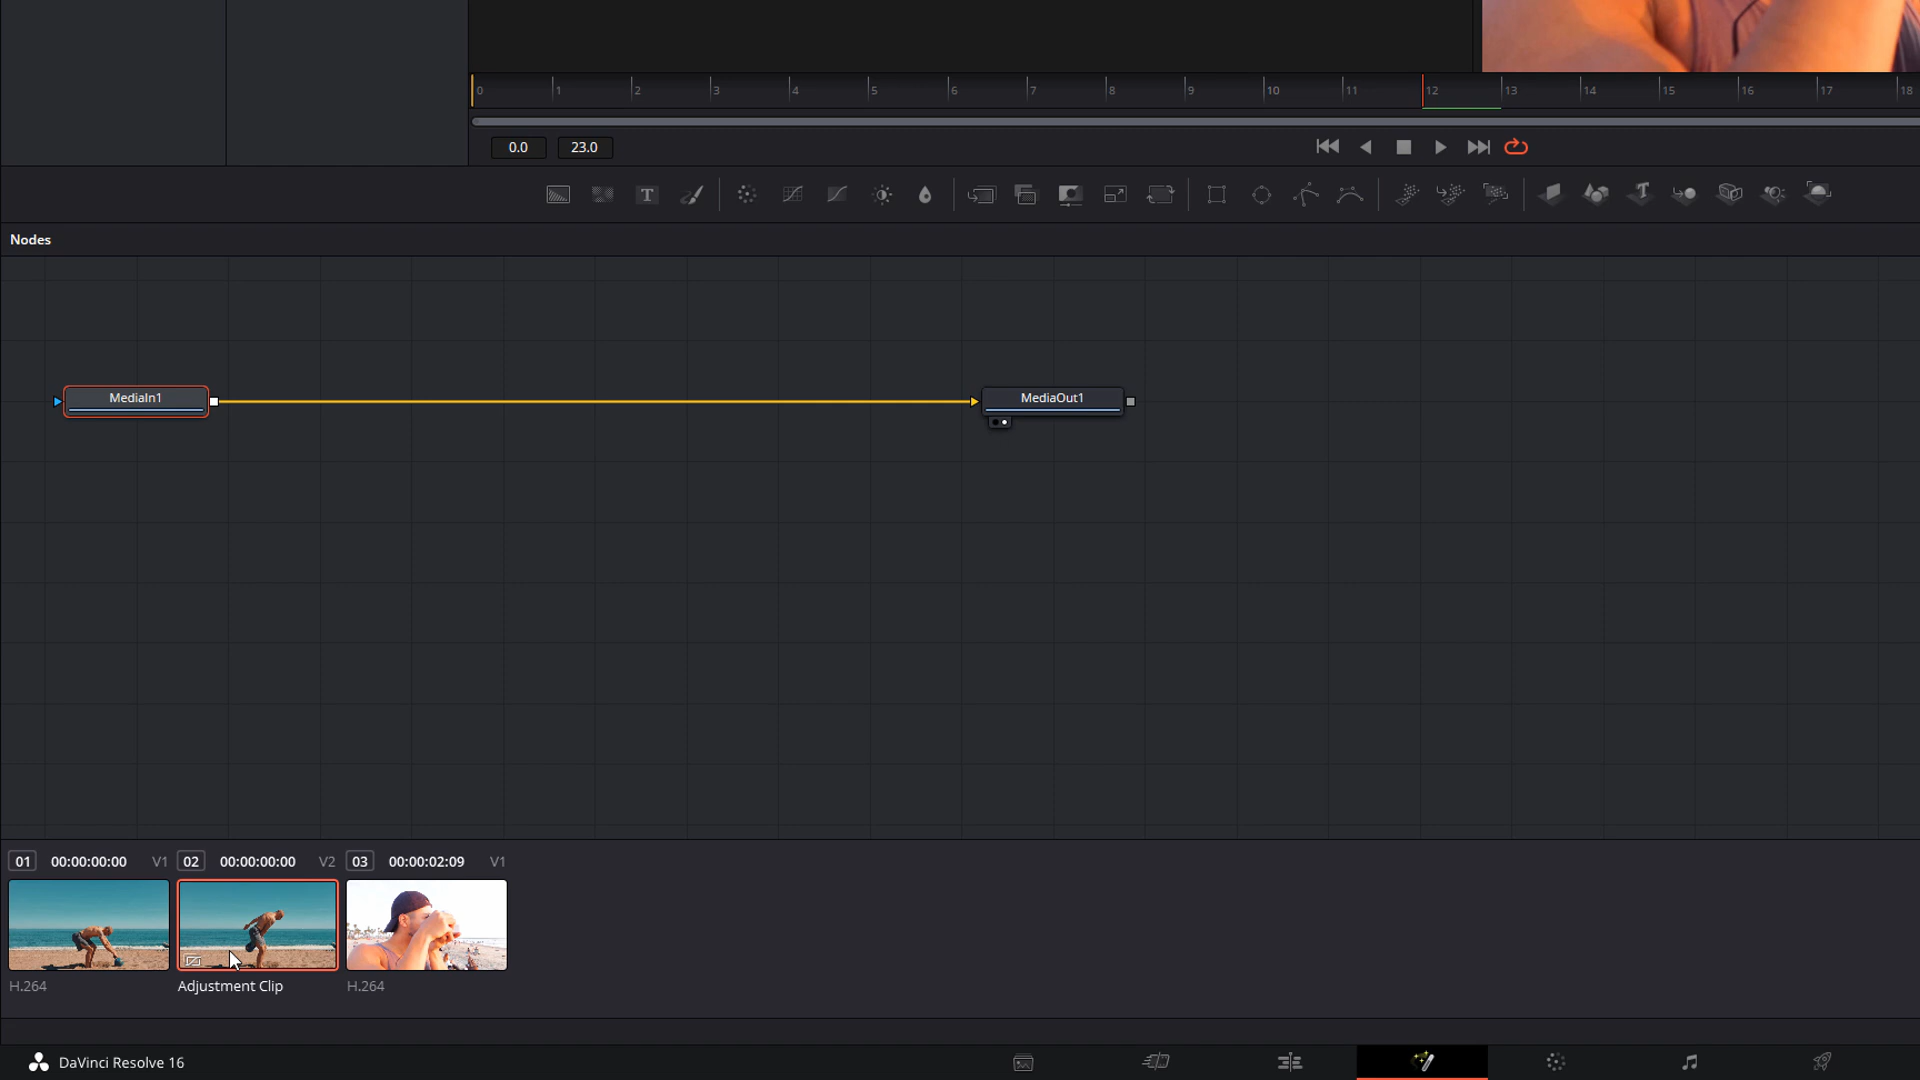 0 1 2 3 4 5 6 7 8 9 10 11 12 13 14 15 16 17 18
0.0 23.0
T
Nodes
MediaIn1 MediaOut1
01 00:00:00:00 V1 02 00:00:00:00 V2 03 00:00:02:09 V1
H.264 Adjustment Clip H.264
DaVinci Resolve 16